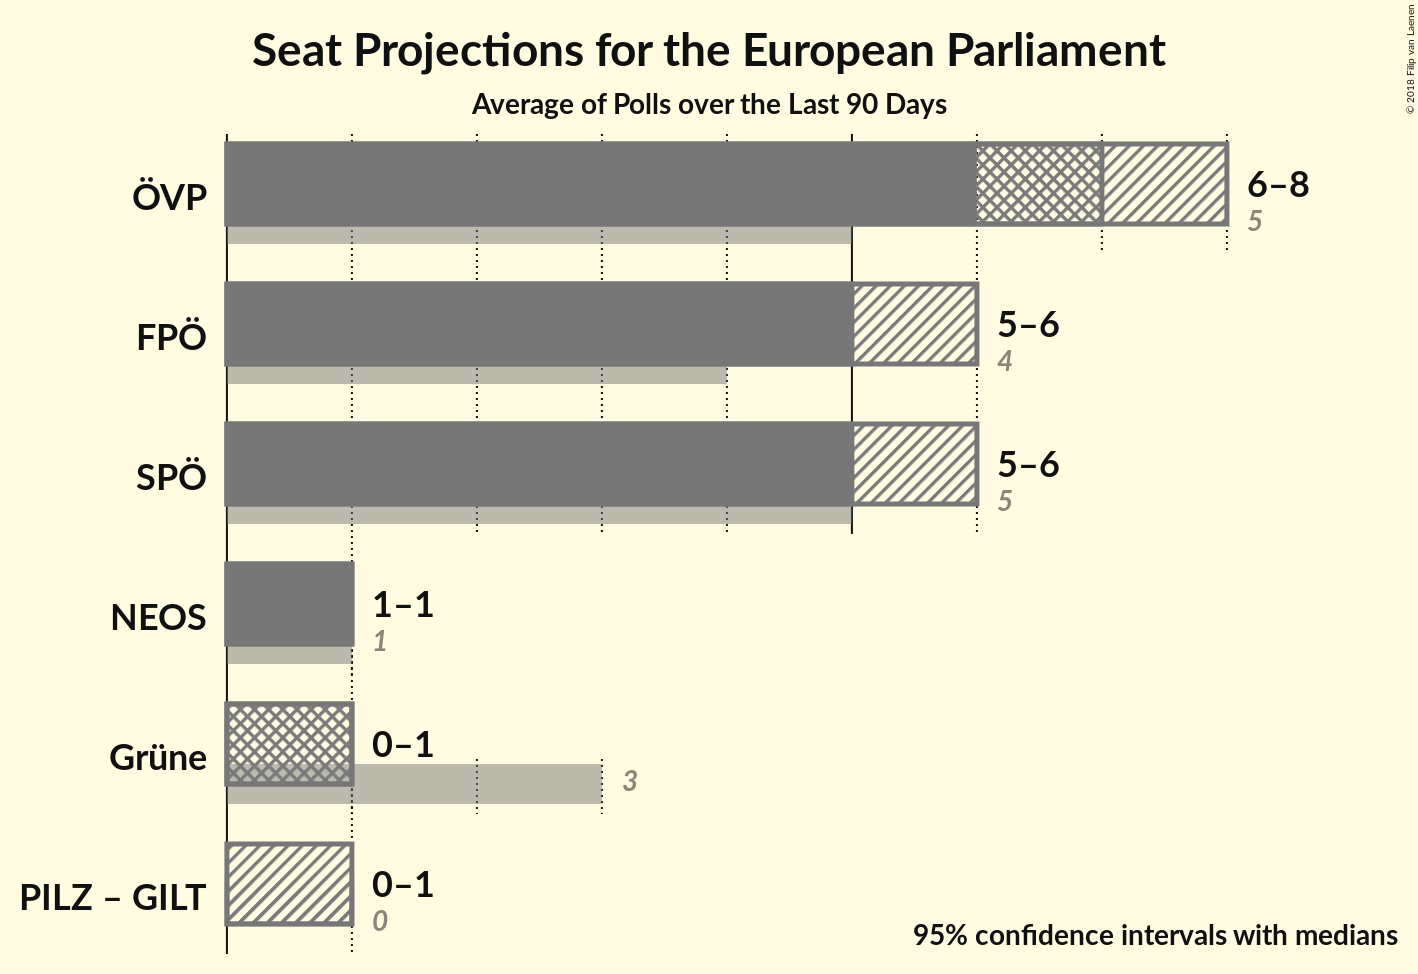 Seat Projections for the European Parliament
Average of Polls over the Last 90 Days
© 2018 Filip van Laenen
ÖVP
6–8
5
FPÖ
5–6
4
SPÖ
5–6
5
NEOS
1–1
1
Grüne
0–1
3
PILZ – GILT
0–1
0
95% confidence intervals with medians